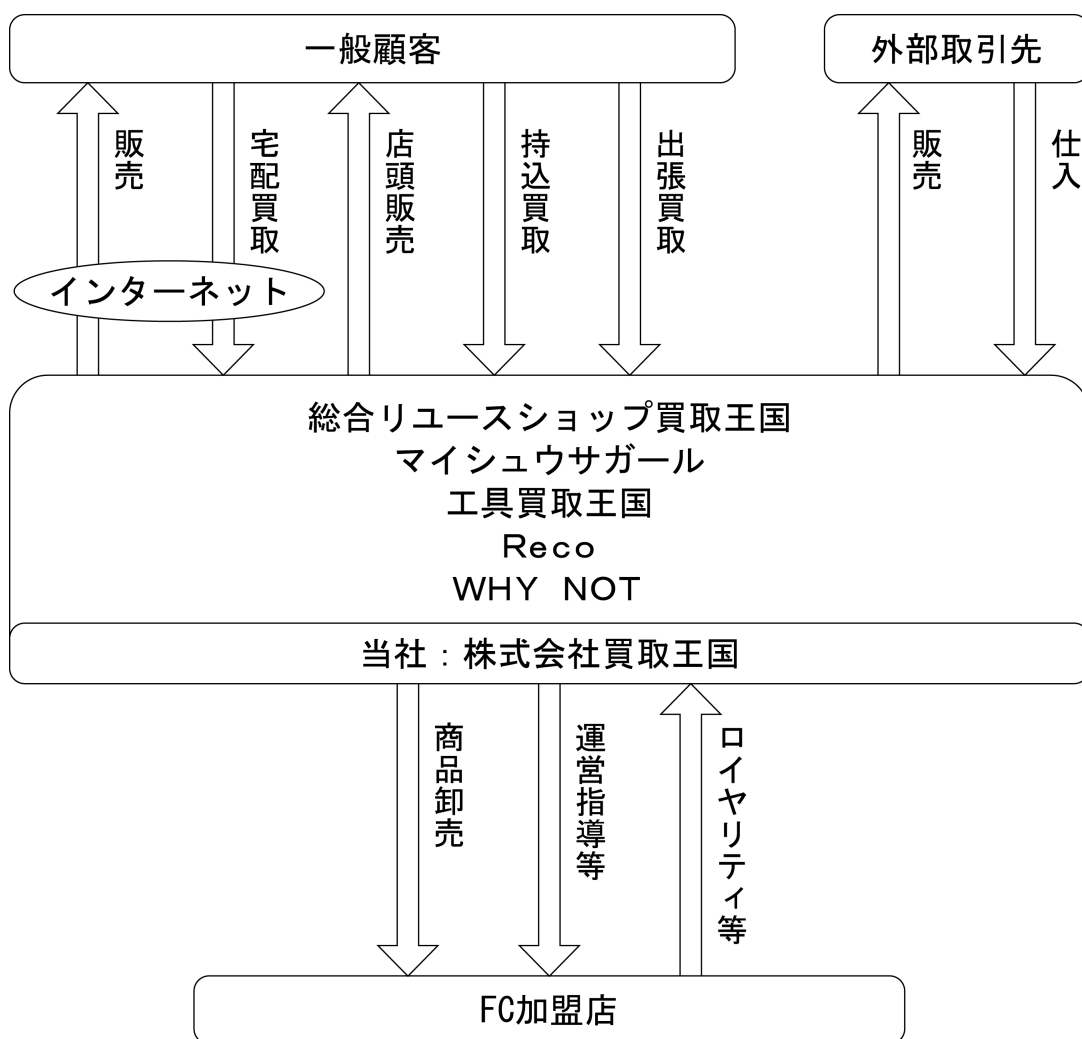 一般顧客
外部取引先
販売
宅配買取
店頭販売
持込買取
出張買取
販売
仕入
インターネット
総合リユースショップ買取王国
マイシュウサガール
工具買取王国
Reco
WHY NOT
当社：株式会社買取王国
商品卸売
運営指導等
ロイヤリティ等
FC加盟店